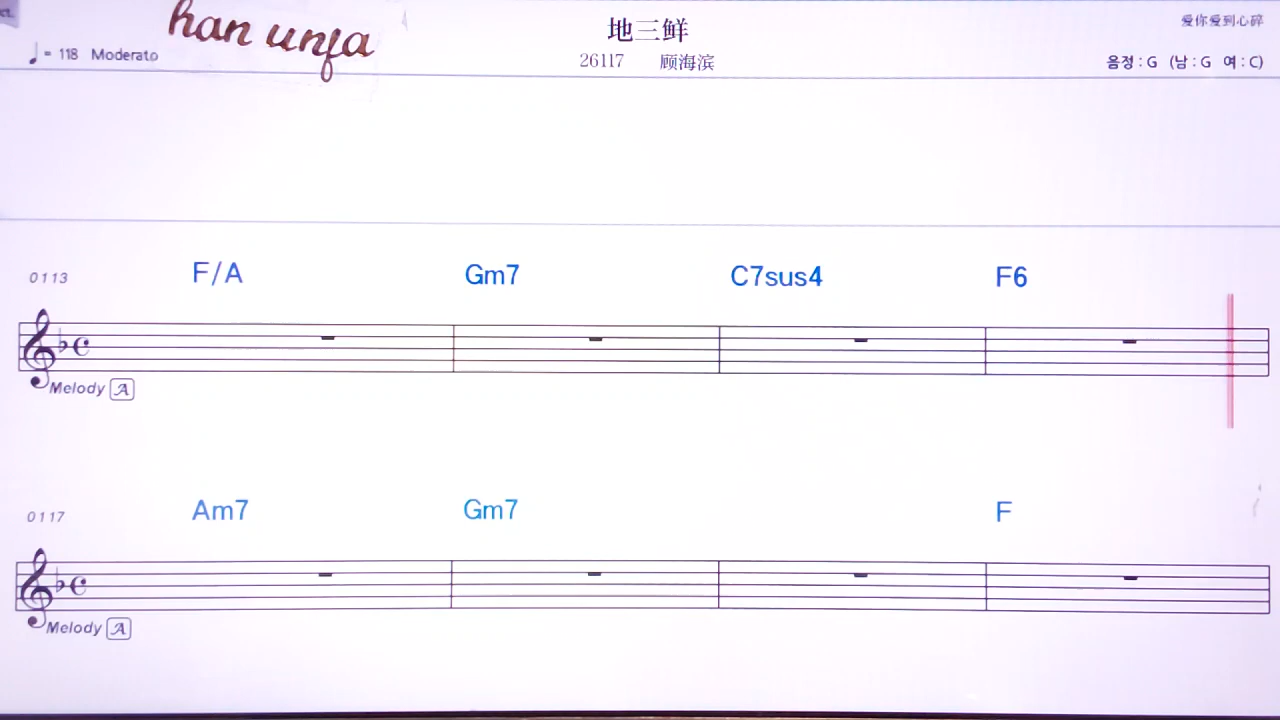 han unfa
地三鲜
爱你爱到心碎
♩= 118 Moderato
26117 顾海滨
음정 : G (남 : G 여 : C)
0113 F/A Gm7 C7sus4 F6
Melody A
0117 Am7 Gm7 F
Melody A